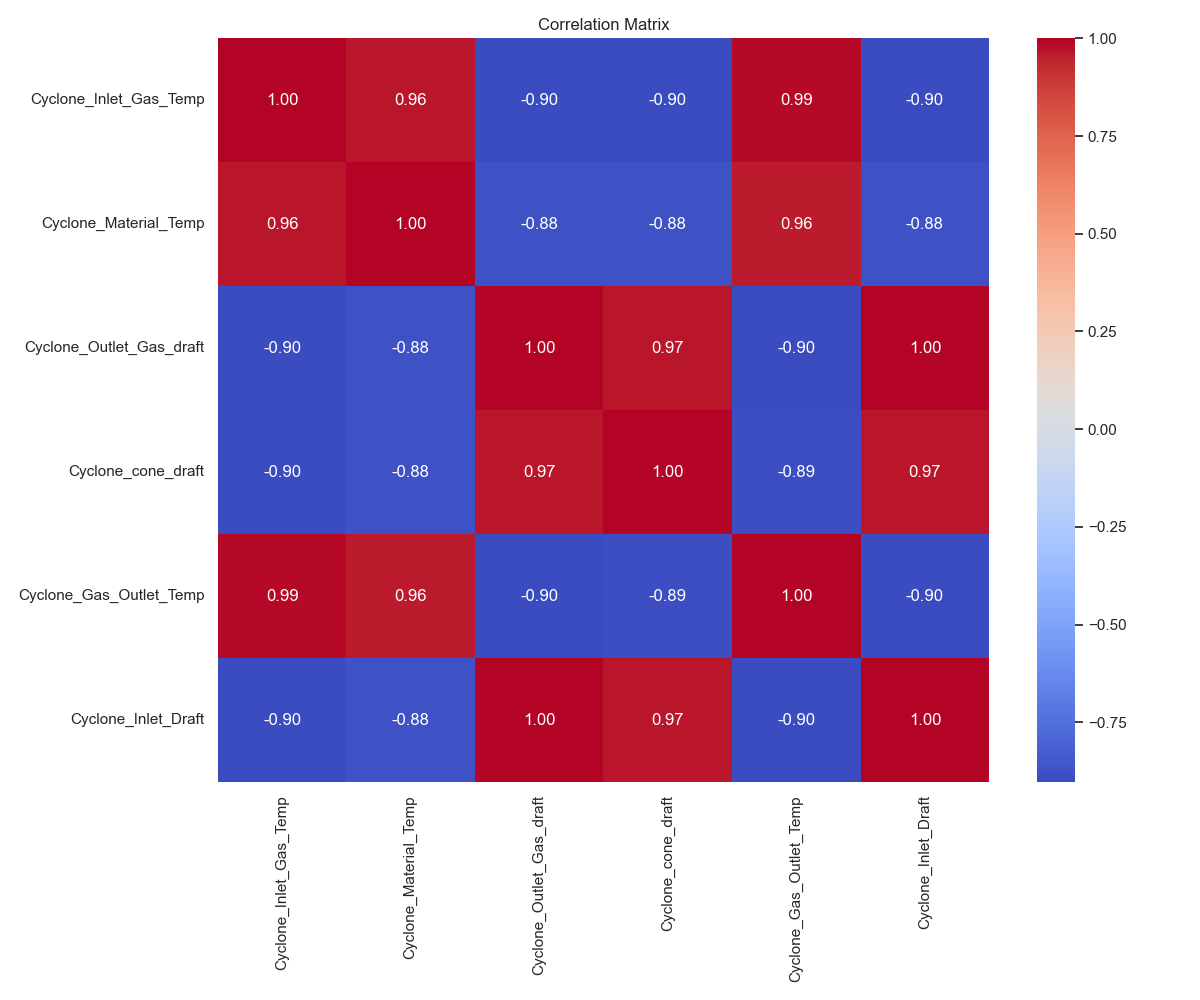 Correlation Matrix
Cyclone_Inlet_Gas_Temp 1.00 0.96 -0.90 -0.90 0.99 -0.90
Cyclone_Material_Temp 0.96 1.00 -0.88 -0.88 0.96 -0.88
Cyclone_Outlet_Gas_draft -0.90 -0.88 1.00 0.97 -0.90 1.00
Cyclone_cone_draft -0.90 -0.88 0.97 1.00 -0.89 0.97
Cyclone_Gas_Outlet_Temp 0.99 0.96 -0.90 -0.89 1.00 -0.90
Cyclone_Inlet_Draft -0.90 -0.88 1.00 0.97 -0.90 1.00
Cyclone_Inlet_Gas_Temp
Cyclone_Material_Temp
Cyclone_Outlet_Gas_draft
Cyclone_cone_draft
Cyclone_Gas_Outlet_Temp
Cyclone_Inlet_Draft
1.00
0.75
0.50
0.25
0.00
−0.25
−0.50
−0.75